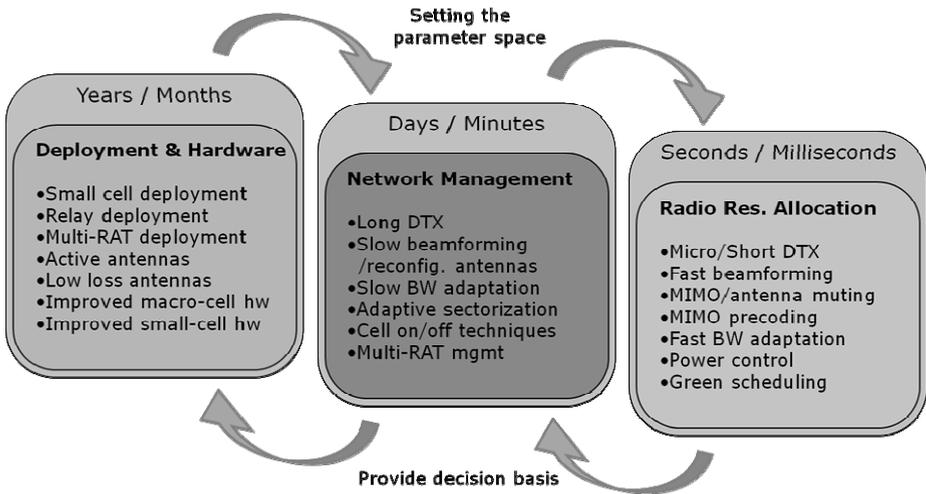 Setting the
parameter space
Years / Months
Deployment & Hardware
•Small cell deployment
•Relay deployment
•Multi-RAT deployment
•Active antennas
•Low loss antennas
•Improved macro-cell hw
•Improved small-cell hw
Days / Minutes
Network Management
•Long DTX
•Slow beamforming
/reconfig. antennas
•Slow BW adaptation
•Adaptive sectorization
•Cell on/off techniques
•Multi-RAT mgmt
Seconds / Milliseconds
Radio Res. Allocation
•Micro/Short DTX
•Fast beamforming
•MIMO/antenna muting
•MIMO precoding
•Fast BW adaptation
•Power control
•Green scheduling
Provide decision basis